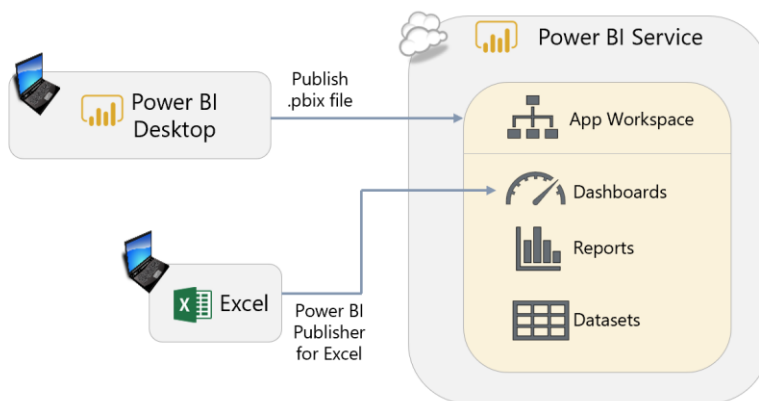 Power BI Service
Publish
.pbix file
Power BI
Desktop
App Workspace
Dashboards
Reports
Datasets
X
Excel
Power BI
Publisher
for Excel